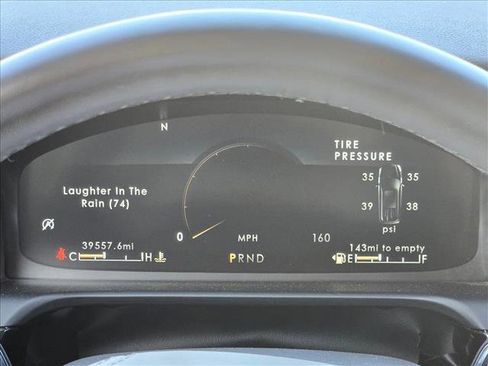 N
TIRE
PRESSURE
35 35
Laughter In The
Rain (74)
39 38
psi
A
0 MPH 160
39557.6mi
143mi to empty
C H
PRND
E F